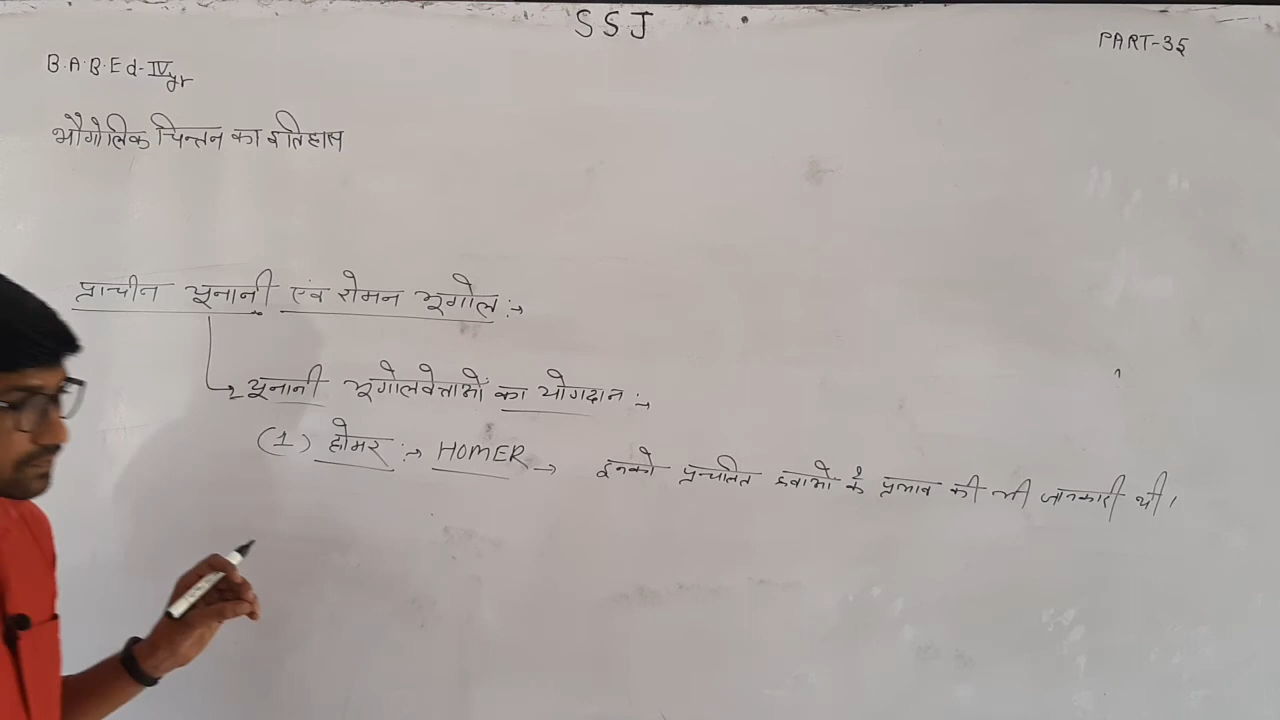 SSJ
PART-35
B.A.B.Ed-IV yr
भौगोलिक चिन्तन का इतिहास
प्राचीन यूनानी एवं रोमन भूगोल :→
यूनानी भूगोलवेत्ताओं का योगदान :→
(1) होमर :→ HOMER → इनको प्रचलित हवाओं के प्रभाव की भी जानकारी थी।